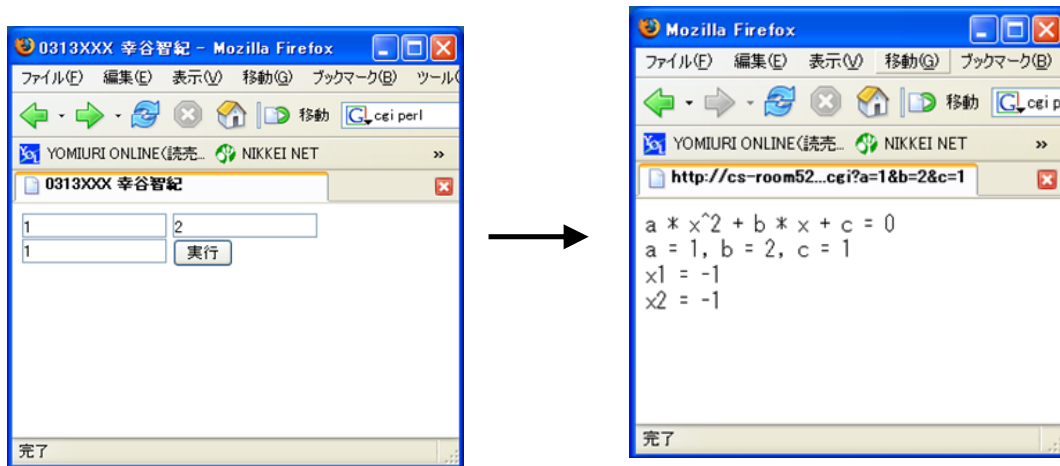 0313XXX 幸谷智紀 - Mozilla Firefox
ファイル(F) 編集(E) 表示(V) 移動(G) ブックマーク(B) ツール(
移動 G cgi perl
YOMIURI ONLINE(読売... NIKKEI NET »
0313XXX 幸谷智紀
1 2
1 実行
完了
Mozilla Firefox
ファイル(F) 編集(E) 表示(V) 移動(G) ブックマーク(B)
移動 G cgi p
YOMIURI ONLINE(読売... NIKKEI NET »
http://cs-room52...cgi?a=1&b=2&c=1
a * x^2 + b * x + c = 0
a = 1, b = 2, c = 1
x1 = -1
x2 = -1
完了